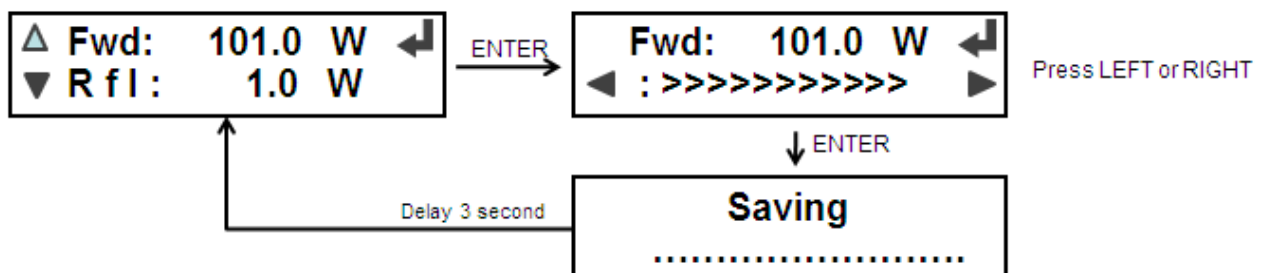 Fwd: 101.0 W
Rfl: 1.0 W
ENTER
Fwd: 101.0 W
: >>>>>>>>>>>
Press LEFT or RIGHT
ENTER
Delay 3 second
Saving
..........................